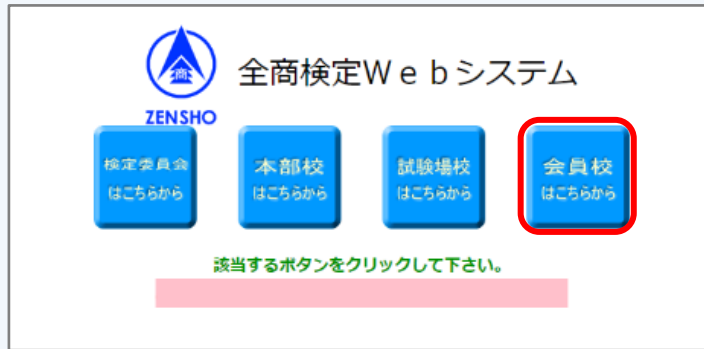 商
ZENSHO
全商検定Ｗｅｂシステム
検定委員会
はこちらから
本部校
はこちらから
試験場校
はこちらから
会員校
はこちらから
該当するボタンをクリックして下さい。